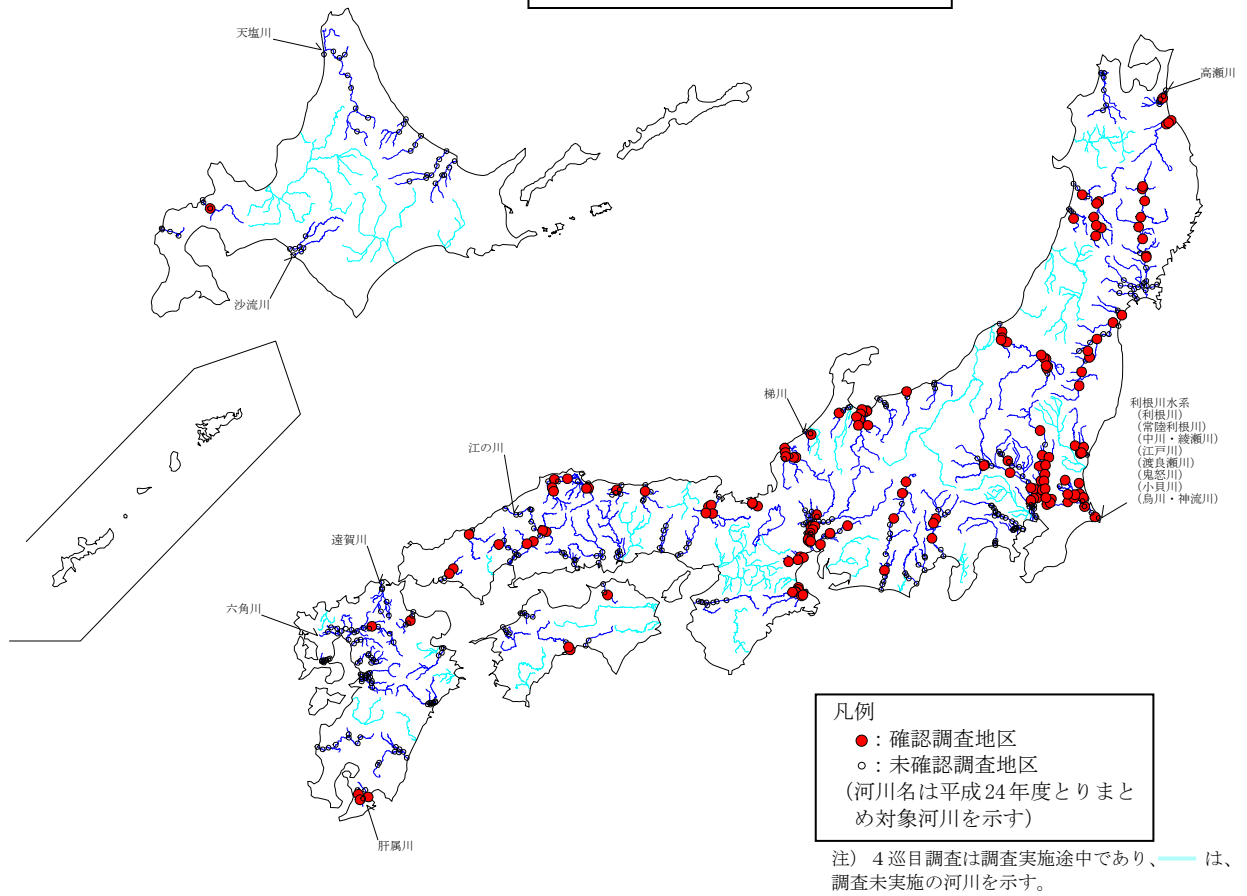 天塩川
高瀬川
沙流川
梯川
利根川水系
(利根川)
(常陸利根川)
(中川・綾瀬川)
(江戸川)
(渡良瀬川)
(鬼怒川)
(小貝川)
(烏川・神流川)
江の川
遠賀川
六角川
肝属川
凡例
：確認調査地区
：未確認調査地区
(河川名は平成24年度とりまと
め対象河川を示す)
注) ４巡目調査は調査実施途中であり、 は、
調査未実施の河川を示す。